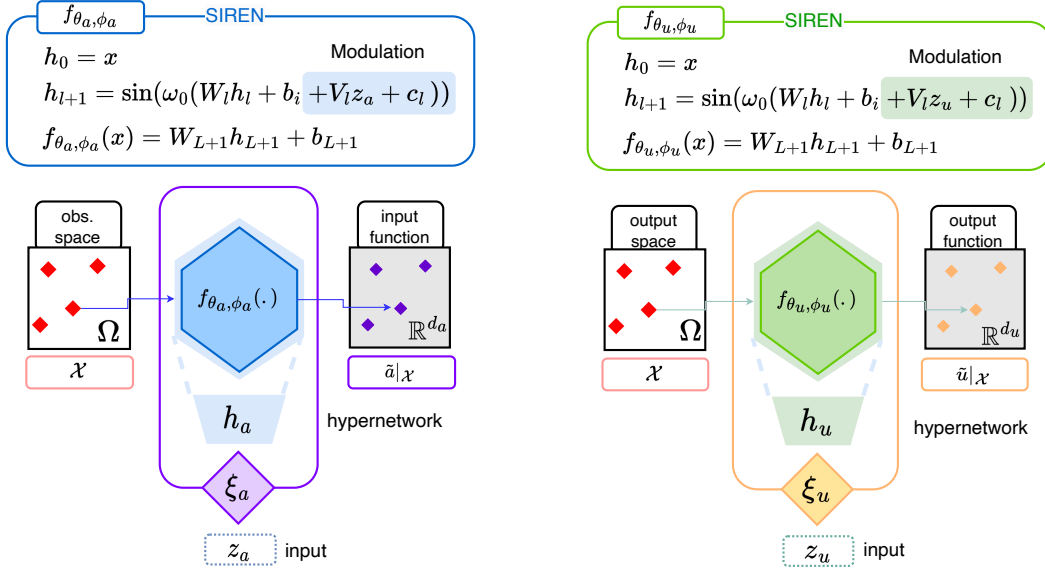 f_{θ_a,ϕ_a} SIREN
Modulation
h_0 = x
h_{l+1} = sin(ω_0(W_l h_l + b_i +V_l z_a + c_l ))
f_{θ_a,ϕ_a}(x) = W_{L+1}h_{L+1} + b_{L+1}
obs.
space
Ω
𝒳
f_{θ_a,ϕ_a}(.)
input
function
ℝ^{d_a}
ã|_𝒳
h_a
hypernetwork
ξ_a
z_a input
f_{θ_u,ϕ_u} SIREN
Modulation
h_0 = x
h_{l+1} = sin(ω_0(W_l h_l + b_i +V_l z_u + c_l ))
f_{θ_u,ϕ_u}(x) = W_{L+1}h_{L+1} + b_{L+1}
output
space
Ω
𝒳
f_{θ_u,ϕ_u}(.)
output
function
ℝ^{d_u}
ũ|_𝒳
h_u
hypernetwork
ξ_u
z_u input